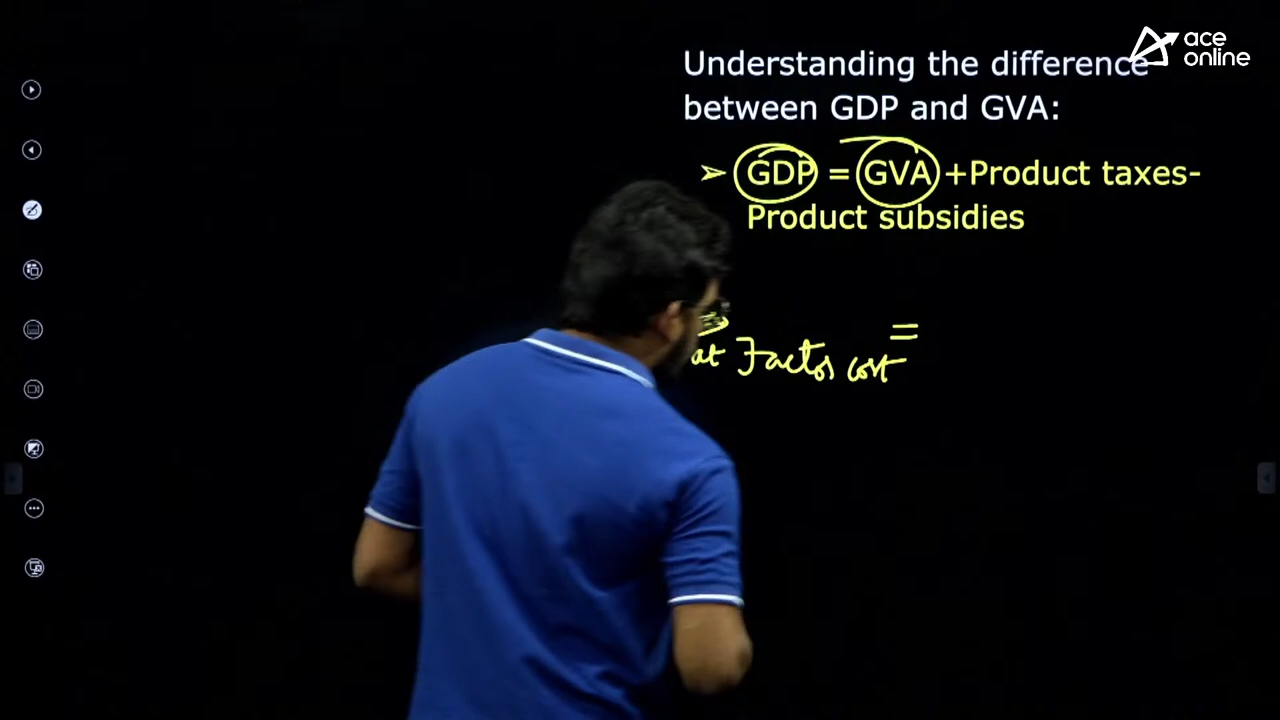 ace
online
Understanding the difference
between GDP and GVA:
➢ GDP = GVA +Product taxes-
Product subsidies
at Factor cost =